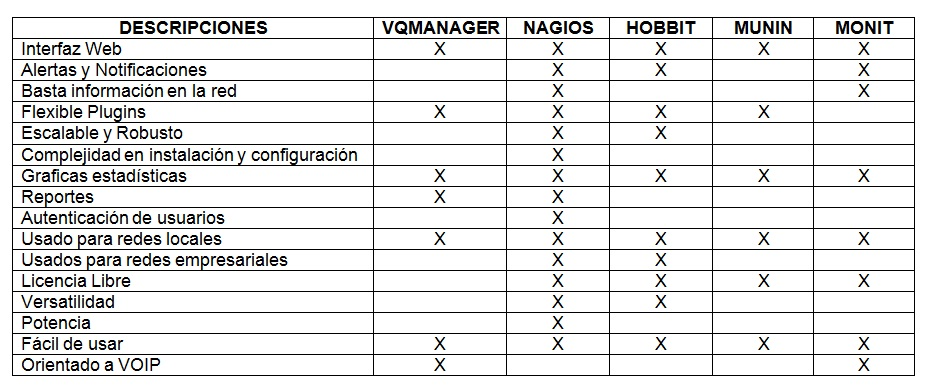 DESCRIPCIONES VQMANAGER NAGIOS HOBBIT MUNIN MONIT
Interfaz Web X X X X X
Alertas y Notificaciones X X X
Basta información en la red X X
Flexible Plugins X X X X
Escalable y Robusto X X
Complejidad en instalación y configuración X
Graficas estadísticas X X X X X
Reportes X X
Autenticación de usuarios X
Usado para redes locales X X X X X
Usados para redes empresariales X X
Licencia Libre X X X X
Versatilidad X X
Potencia X
Fácil de usar X X X X X
Orientado a VOIP X X